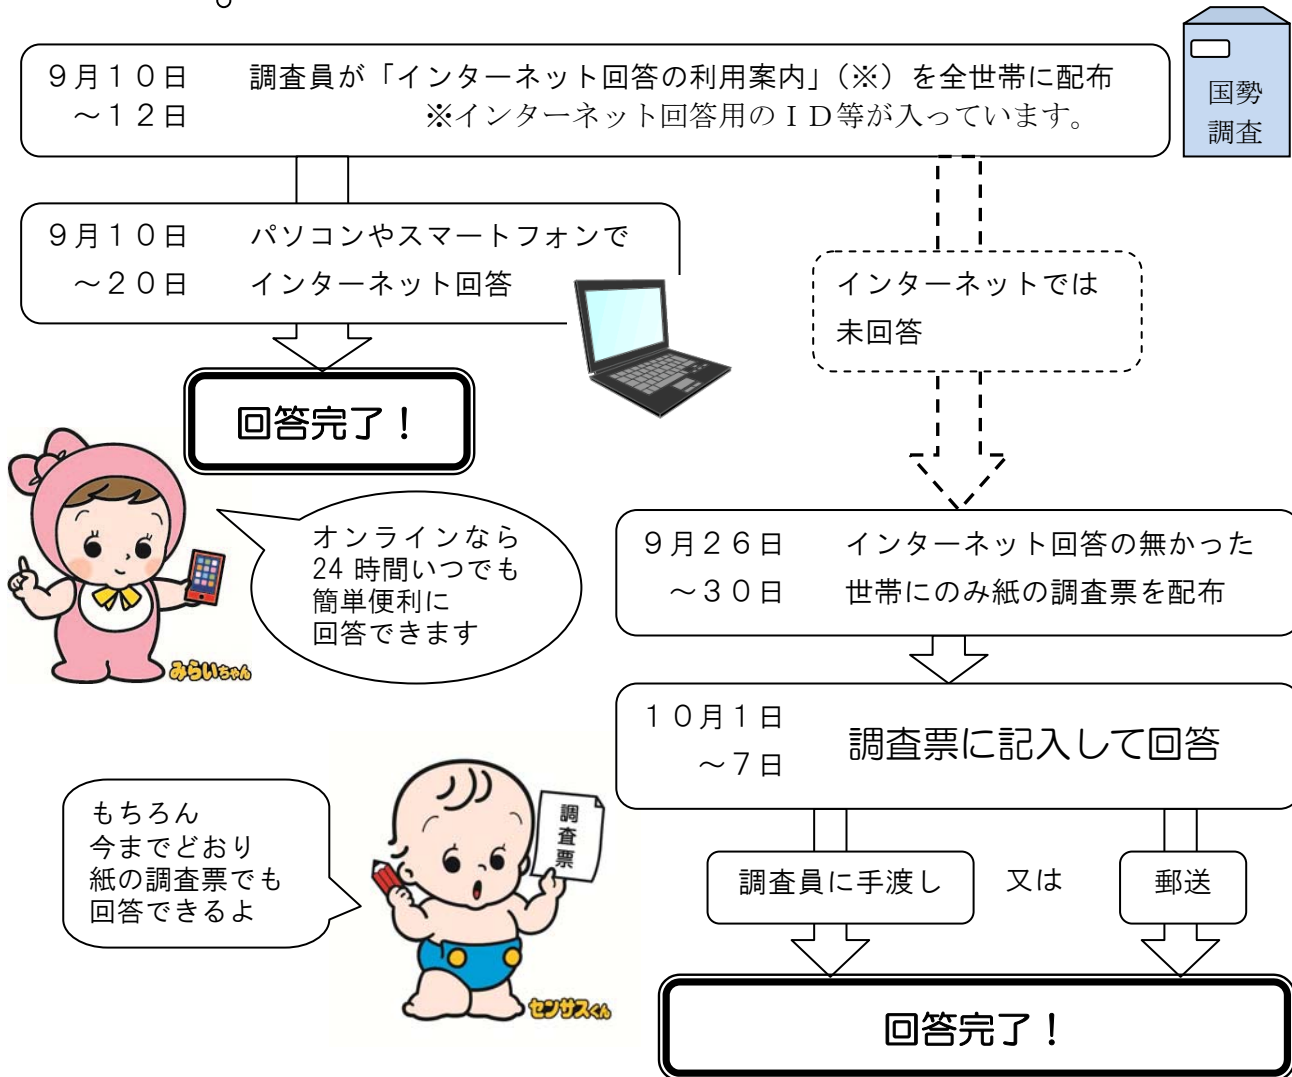 。
９月１０日　調査員が「インターネット回答の利用案内」（※）を全世帯に配布
～１２日　※インターネット回答用のＩＤ等が入っています。
国勢
調査
９月１０日　パソコンやスマートフォンで
～２０日　インターネット回答
インターネットでは
未回答
回答完了！
オンラインなら
24 時間いつでも
簡単便利に
回答できます
みらいちゃん
９月２６日　インターネット回答の無かった
～３０日　世帯にのみ紙の調査票を配布
１０月１日
～７日
調査票に記入して回答
もちろん
今までどおり
紙の調査票でも
回答できるよ
調査票
センサスくん
調査員に手渡し　又は　郵送
回答完了！